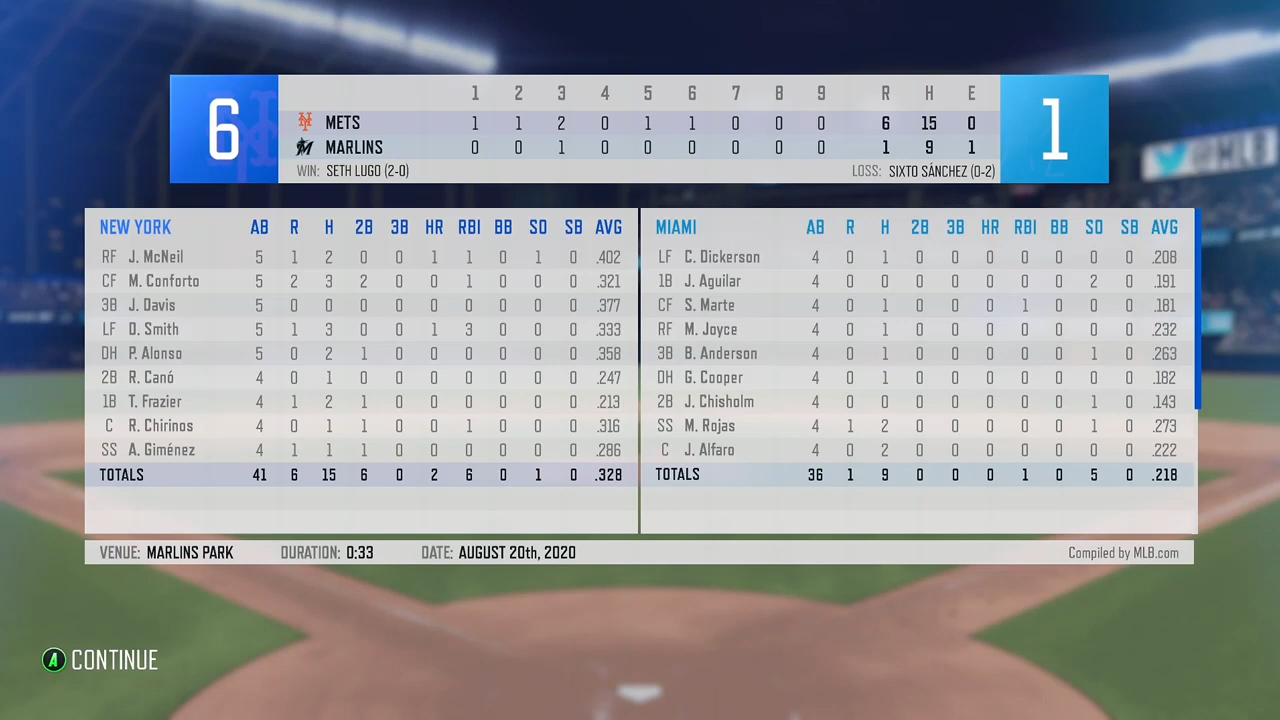 6
1 2 3 4 5 6 7 8 9 R H E
METS 1 1 2 0 1 1 0 0 0 6 15 0
MARLINS 0 0 1 0 0 0 0 0 0 1 9 1
WIN: SETH LUGO (2-0) LOSS: SIXTO SÁNCHEZ (0-2)
1
@MLB
NEW YORK AB R H 2B 3B HR RBI BB SO SB AVG
RF J. McNeil 5 1 2 0 0 1 1 0 1 0 .402
CF M. Conforto 5 2 3 2 0 0 1 0 0 0 .321
3B J. Davis 5 0 0 0 0 0 0 0 0 0 .377
LF D. Smith 5 1 3 0 0 1 3 0 0 0 .333
DH P. Alonso 5 0 2 1 0 0 0 0 0 0 .358
2B R. Canó 4 0 1 0 0 0 0 0 0 0 .247
1B T. Frazier 4 1 2 1 0 0 0 0 0 0 .213
C R. Chirinos 4 0 1 1 0 0 1 0 0 0 .316
SS A. Giménez 4 1 1 1 0 0 0 0 0 0 .286
TOTALS 41 6 15 6 0 2 6 0 1 0 .328
MIAMI AB R H 2B 3B HR RBI BB SO SB AVG
LF C. Dickerson 4 0 1 0 0 0 0 0 0 0 .208
1B J. Aguilar 4 0 0 0 0 0 0 0 2 0 .191
CF S. Marte 4 0 1 0 0 0 1 0 0 0 .181
RF M. Joyce 4 0 1 0 0 0 0 0 0 0 .232
3B B. Anderson 4 0 1 0 0 0 0 0 1 0 .263
DH G. Cooper 4 0 1 0 0 0 0 0 0 0 .182
2B J. Chisholm 4 0 0 0 0 0 0 0 1 0 .143
SS M. Rojas 4 1 2 0 0 0 0 0 1 0 .273
C J. Alfaro 4 0 2 0 0 0 0 0 0 0 .222
TOTALS 36 1 9 0 0 0 1 0 5 0 .218
VENUE: MARLINS PARK DURATION: 0:33 DATE: AUGUST 20th, 2020 Compiled by MLB.com
A CONTINUE